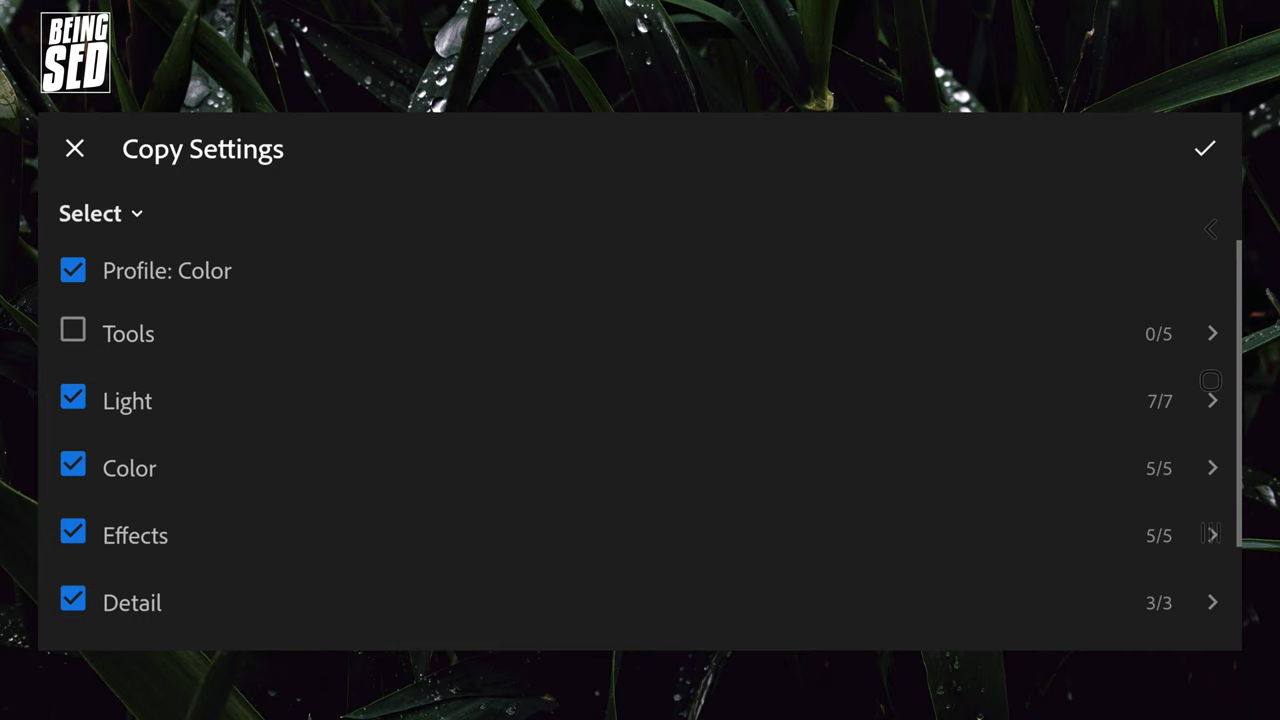 BEING
SED
Copy Settings
Select
Profile: Color
Tools 0/5
Light 7/7
Color 5/5
Effects 5/5
Detail 3/3